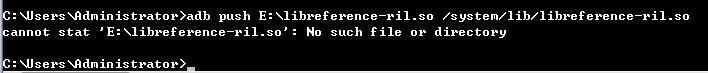 C:\Users\Administrator>adb push E:\libreference-ril.so /system/lib/libreference-ril.so
cannot stat 'E:\libreference-ril.so': No such file or directory
C:\Users\Administrator>_